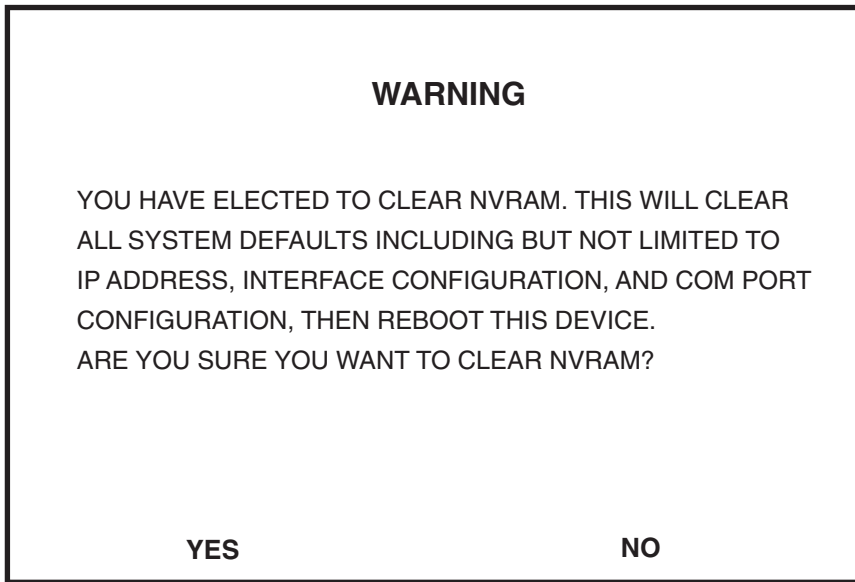 WARNING
YOU HAVE ELECTED TO CLEAR NVRAM. THIS WILL CLEAR
ALL SYSTEM DEFAULTS INCLUDING BUT NOT LIMITED TO
IP ADDRESS, INTERFACE CONFIGURATION, AND COM PORT
CONFIGURATION, THEN REBOOT THIS DEVICE.
ARE YOU SURE YOU WANT TO CLEAR NVRAM?
YES NO